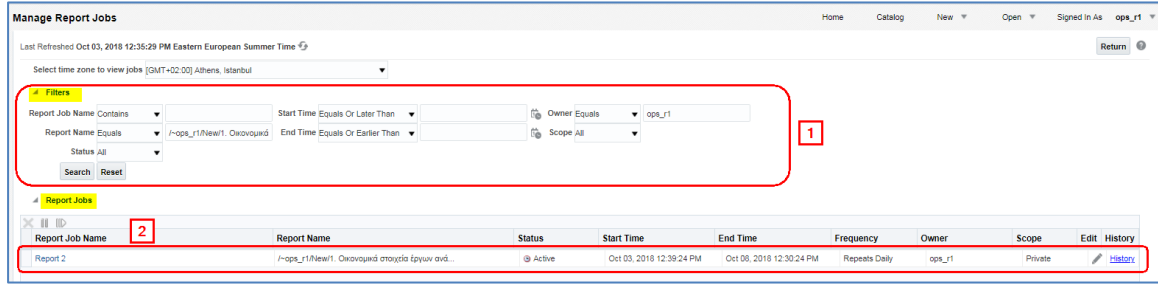 Manage Report Jobs Home Catalog New Open Signed In As ops_r1
Last Refreshed Oct 03, 2018 12:35:29 PM Eastern European Summer Time Return
Select time zone to view jobs [GMT+02:00] Athens, Istanbul
Filters
Report Job Name Contains Start Time Equals Or Later Than Owner Equals ops_r1
Report Name Equals /~ops_r1/New/1. Οικονομικά End Time Equals Or Earlier Than Scope All
1
Status All
Search Reset
Report Jobs
2
Report Job Name Report Name Status Start Time End Time Frequency Owner Scope Edit History
Report 2 /~ops_r1/New/1. Οικονομικά στοιχεία έργων ανά... Active Oct 03, 2018 12:39:24 PM Oct 08, 2018 12:30:24 PM Repeats Daily ops_r1 Private History